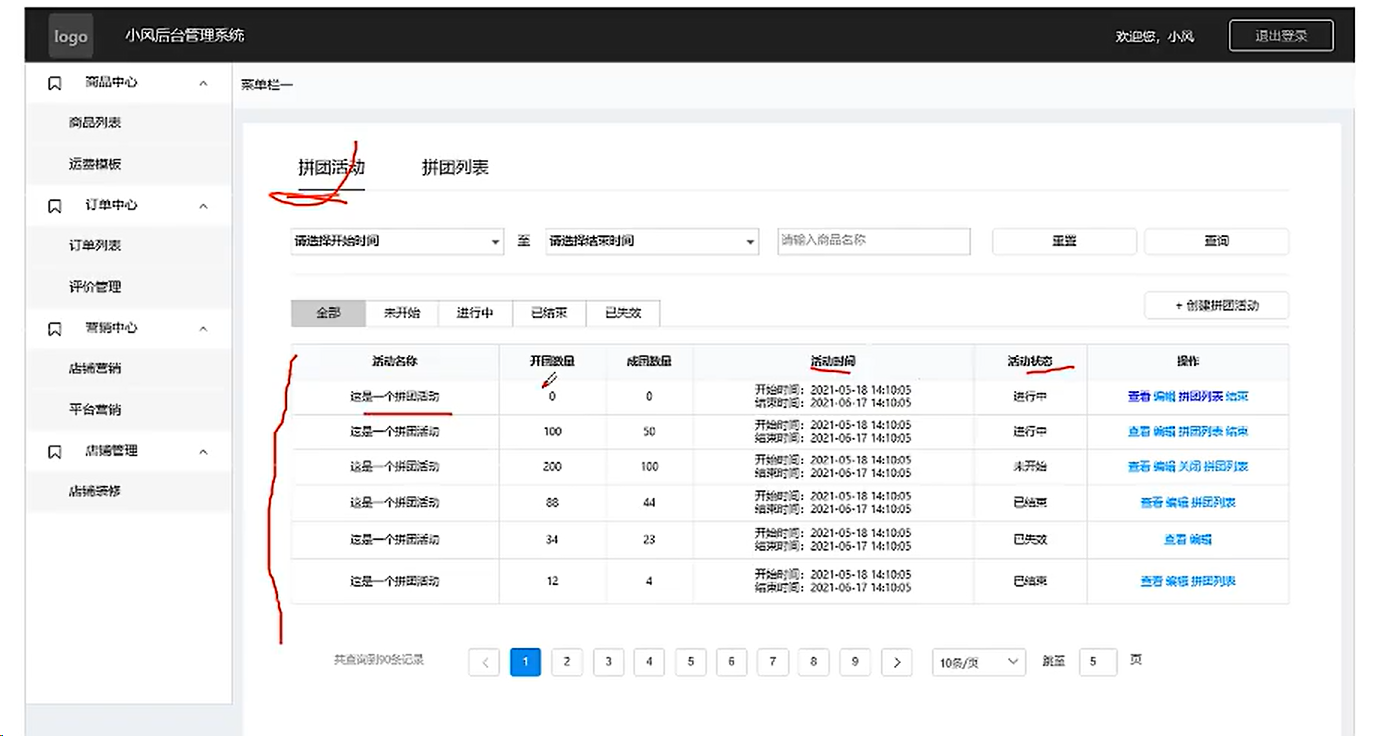 logo 小风后台管理系统 欢迎您，小风 退出登录
商品中心
商品列表
运费模板
订单中心
订单列表
评价管理
营销中心
店铺营销
平台营销
店铺管理
店铺装修
菜单栏一
拼团活动 拼团列表
请选择开始时间 至 请选择结束时间 请输入商品名称 重置 查询
全部 未开始 进行中 已结束 已失效 + 创建拼团活动
活动名称 开团数量 成团数量 活动时间 活动状态 操作
这是一个拼团活动 0 0 开始时间：2021-05-18 14:10:05 结束时间：2021-06-17 14:10:05 进行中 查看 编辑 拼团列表 结束
这是一个拼团活动 100 50 开始时间：2021-05-18 14:10:05 结束时间：2021-06-17 14:10:05 进行中 查看 编辑 拼团列表 结束
这是一个拼团活动 200 100 开始时间：2021-05-18 14:10:05 结束时间：2021-06-17 14:10:05 未开始 查看 编辑 关闭 拼团列表
这是一个拼团活动 88 44 开始时间：2021-05-18 14:10:05 结束时间：2021-06-17 14:10:05 已结束 查看 编辑 拼团列表
这是一个拼团活动 34 23 开始时间：2021-05-18 14:10:05 结束时间：2021-06-17 14:10:05 已失效 查看 编辑
这是一个拼团活动 12 4 开始时间：2021-05-18 14:10:05 结束时间：2021-06-17 14:10:05 已结束 查看 编辑 拼团列表
共查询到90条记录 < 1 2 3 4 5 6 7 8 9 > 10条/页 跳至 5 页